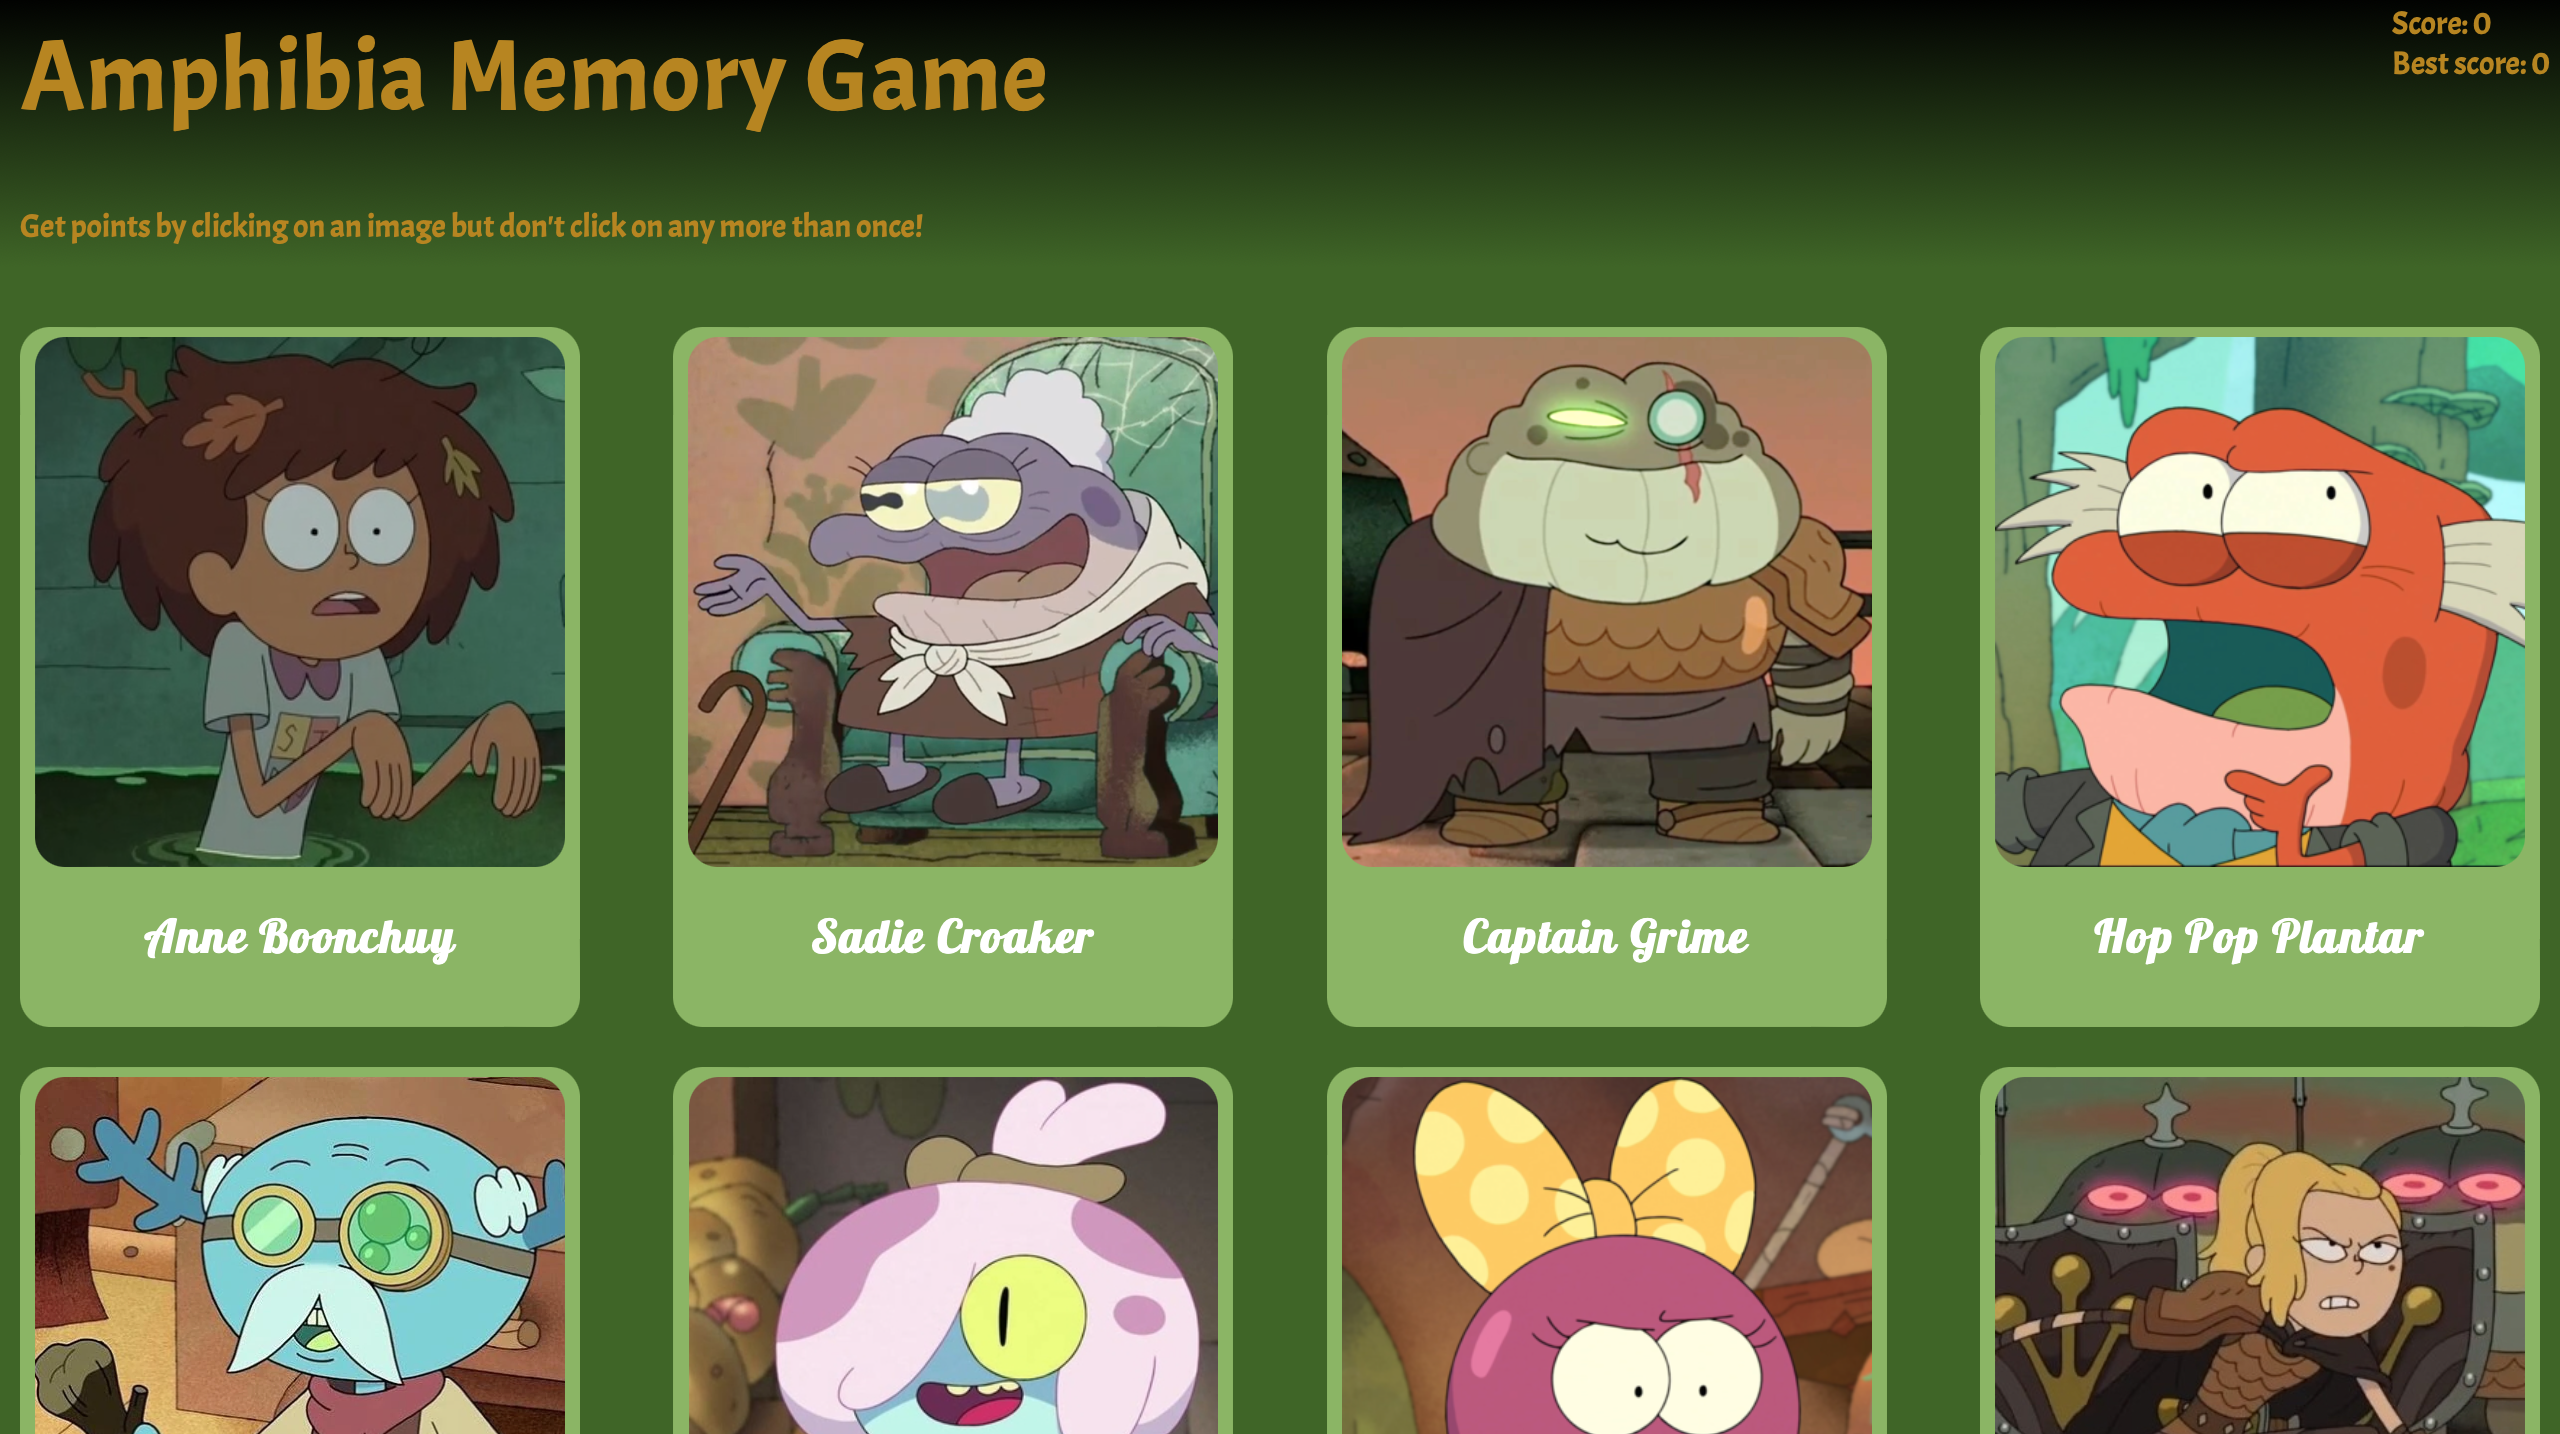 Amphibia Memory Game
Score: 0
Best score: 0
Get points by clicking on an image but don't click on any more than once!
S T
Anne Boonchuy
Sadie Croaker
Captain Grime
Hop Pop Plantar